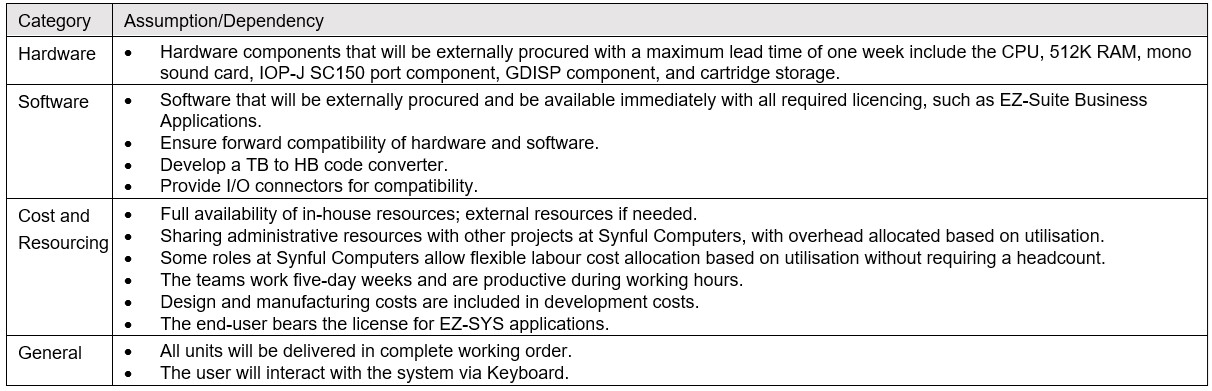 Category Assumption/Dependency
Hardware • Hardware components that will be externally procured with a maximum lead time of one week include the CPU, 512K RAM, mono
sound card, IOP-J SC150 port component, GDISP component, and cartridge storage.
Software • Software that will be externally procured and be available immediately with all required licencing, such as EZ-Suite Business
Applications.
• Ensure forward compatibility of hardware and software.
• Develop a TB to HB code converter.
• Provide I/O connectors for compatibility.
Cost and
Resourcing
• Full availability of in-house resources; external resources if needed.
• Sharing administrative resources with other projects at Synful Computers, with overhead allocated based on utilisation.
• Some roles at Synful Computers allow flexible labour cost allocation based on utilisation without requiring a headcount.
• The teams work five-day weeks and are productive during working hours.
• Design and manufacturing costs are included in development costs.
• The end-user bears the license for EZ-SYS applications.
General • All units will be delivered in complete working order.
• The user will interact with the system via Keyboard.